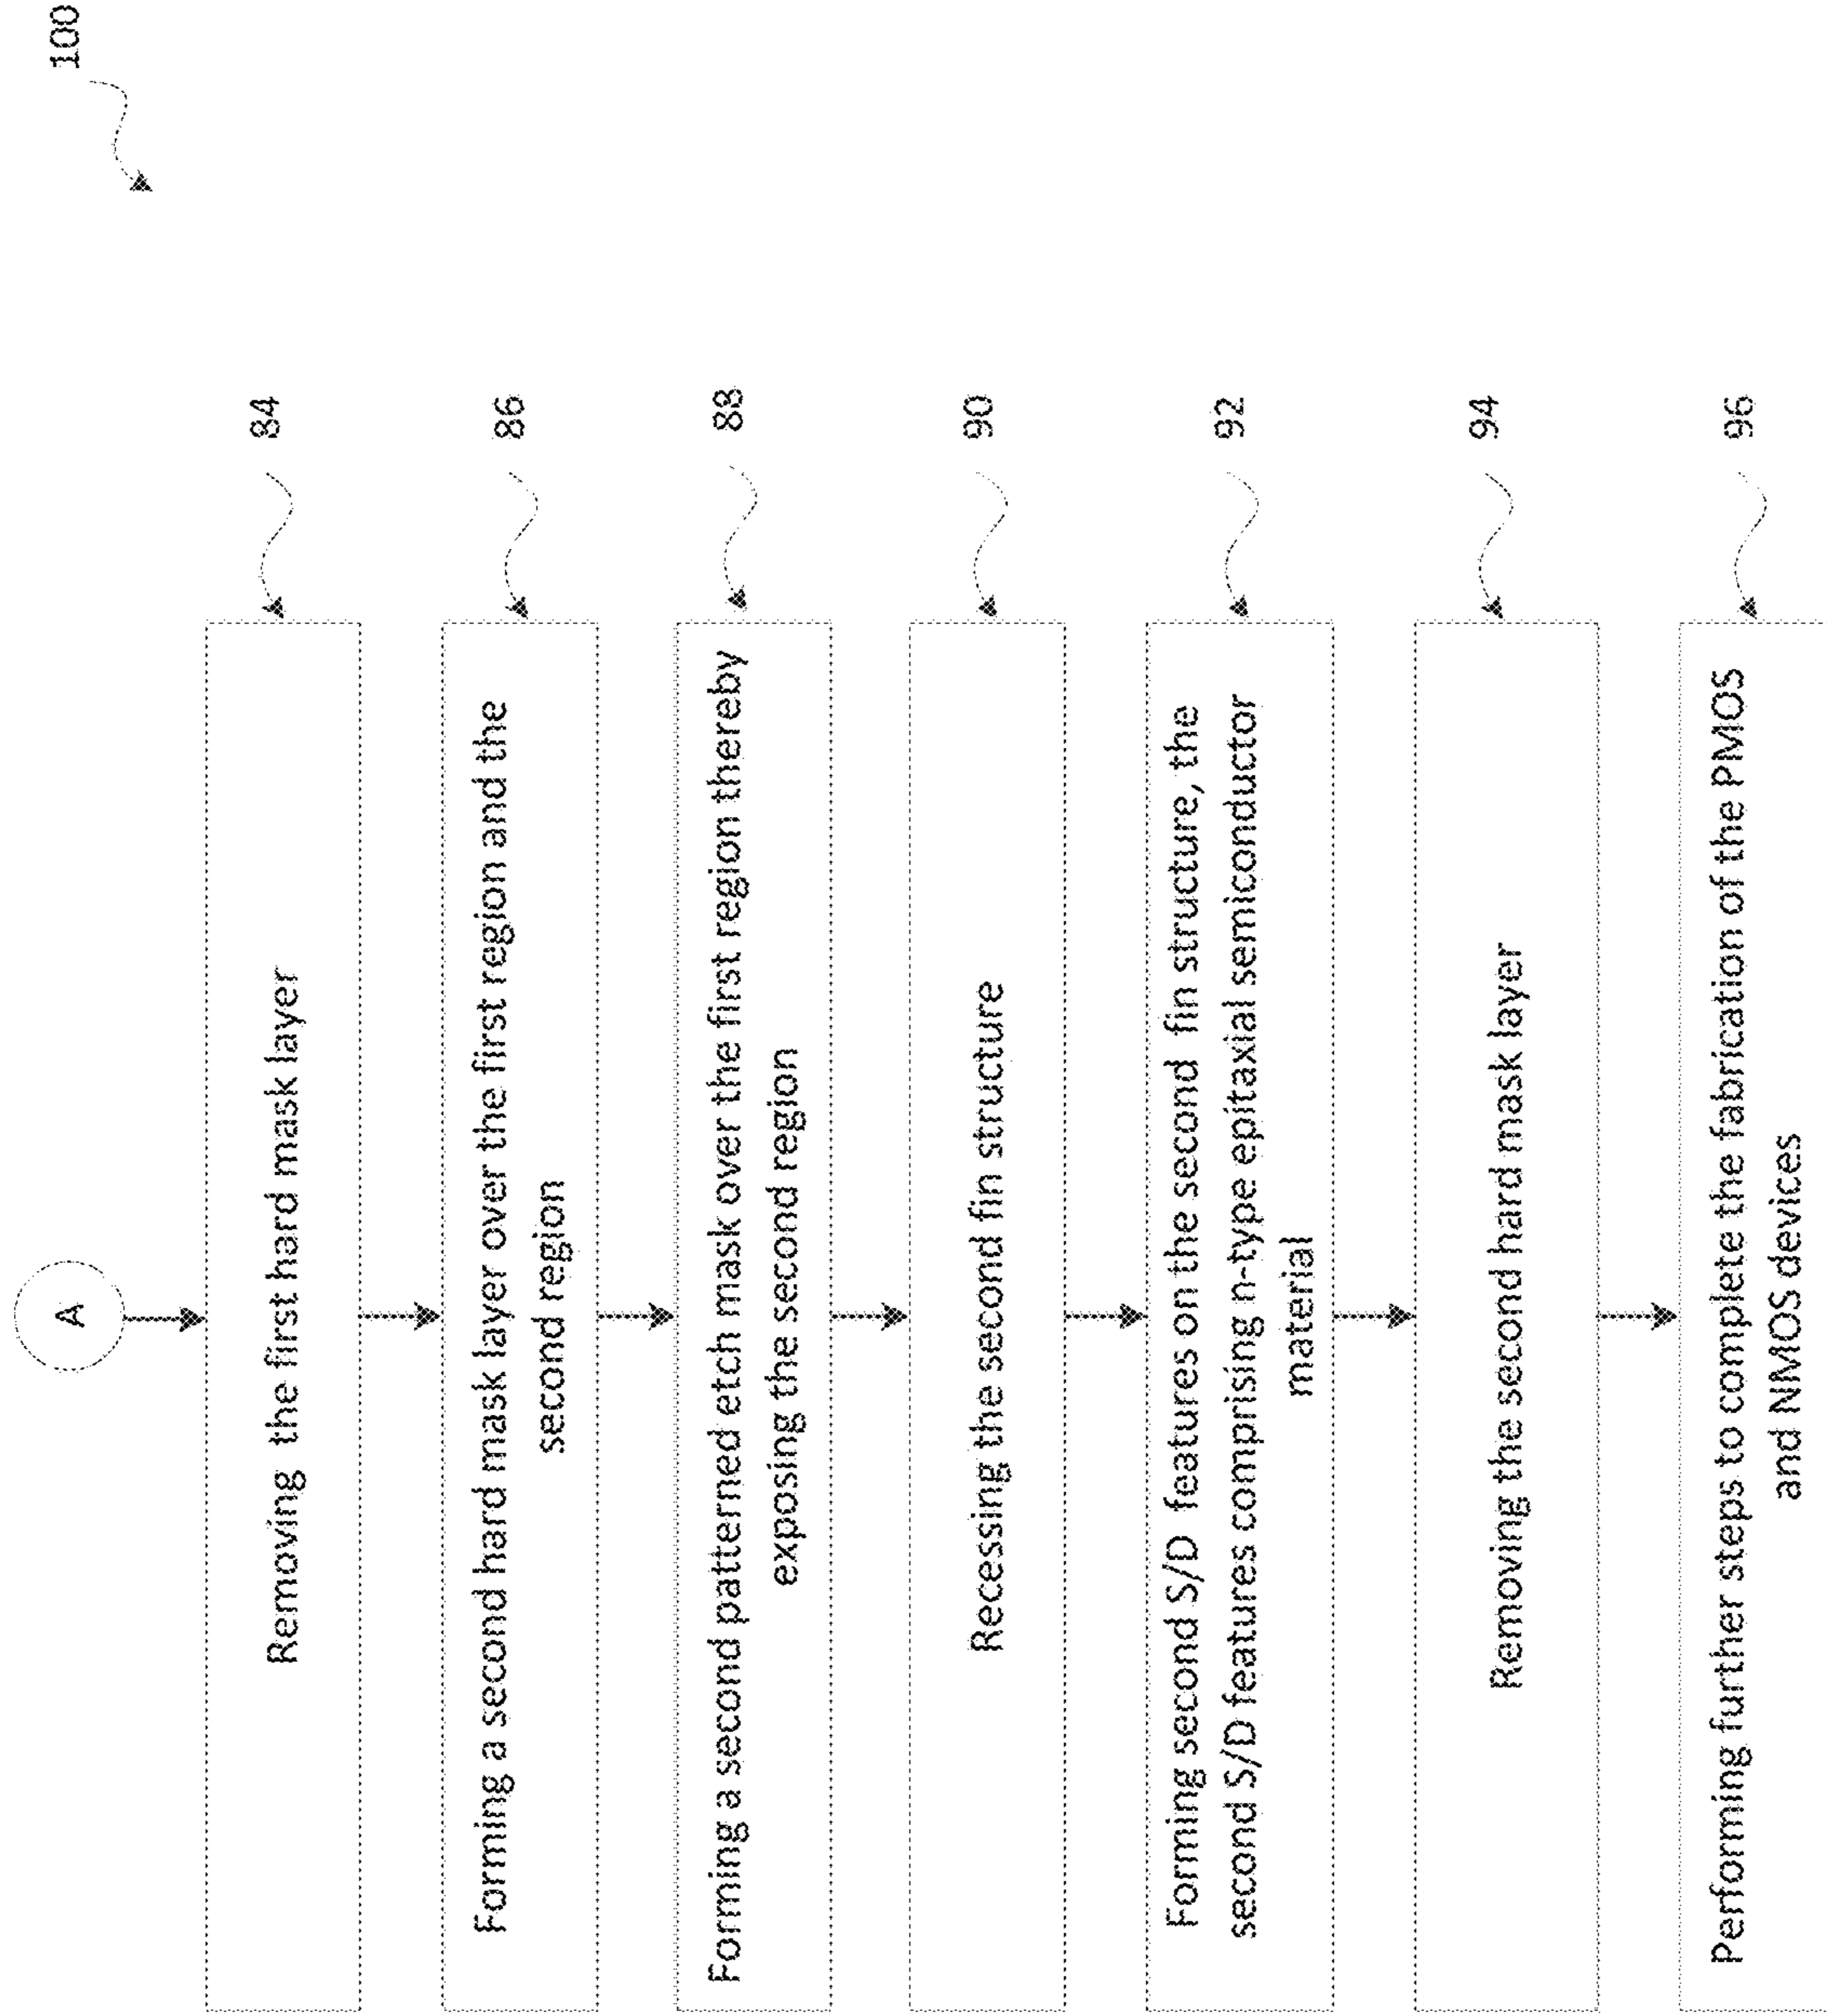 100
A
Removing the first hard mask layer
84
Forming a second hard mask layer over the first region and the
second region
86
Forming a second patterned etch mask over the first region thereby
exposing the second region
88
Recessing the second fin structure
90
Forming second S/D features on the second fin structure, the
second S/D features comprising n-type epitaxial semiconductor
material
92
Removing the second hard mask layer
94
Performing further steps to complete the fabrication of the PMOS
and NMOS devices
96